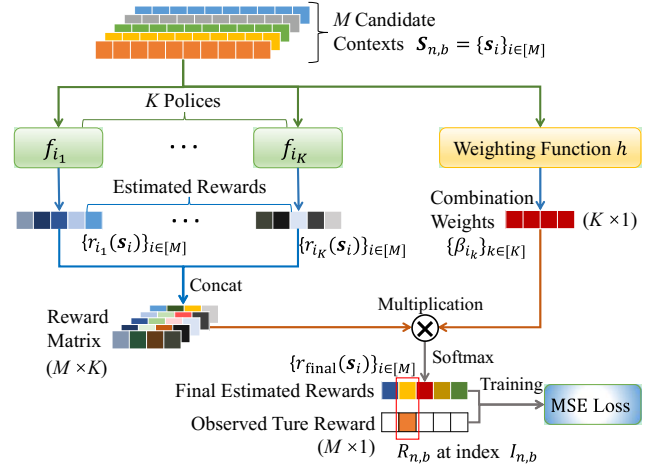 M Candidate
Contexts S_{n,b} = {s_i}_{i∈[M]}
K Polices
f_{i_1}
· · ·
f_{i_K}
Weighting Function h
Estimated Rewards
· · ·
{r_{i_1}(s_i)}_{i∈[M]}
{r_{i_K}(s_i)}_{i∈[M]}
Combination
Weights
(K ×1)
{β_{i_k}}_{k∈[K]}
Concat
Reward
Matrix
(M ×K)
Multiplication
Softmax
{r_{final}(s_i)}_{i∈[M]}
Final Estimated Rewards
Training
MSE Loss
Observed Ture Reward
(M ×1)
R_{n,b} at index I_{n,b}